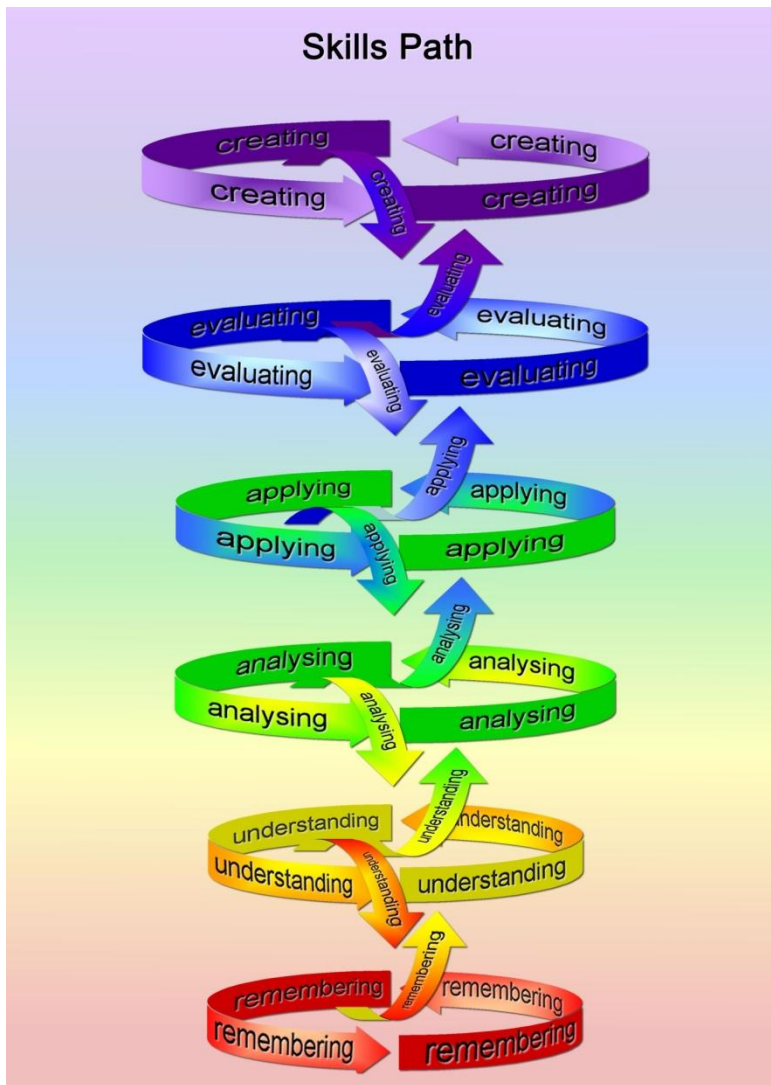 Skills Path
creating
creating
creating
creating
creating
evaluating
evaluating
evaluating
evaluating
evaluating
evaluating
applying
applying
applying
applying
applying
applying
analysing
analysing
analysing
analysing
analysing
analysing
understanding
understanding
understanding
understanding
understanding
understanding
remembering
remembering
remembering
remembering
remembering